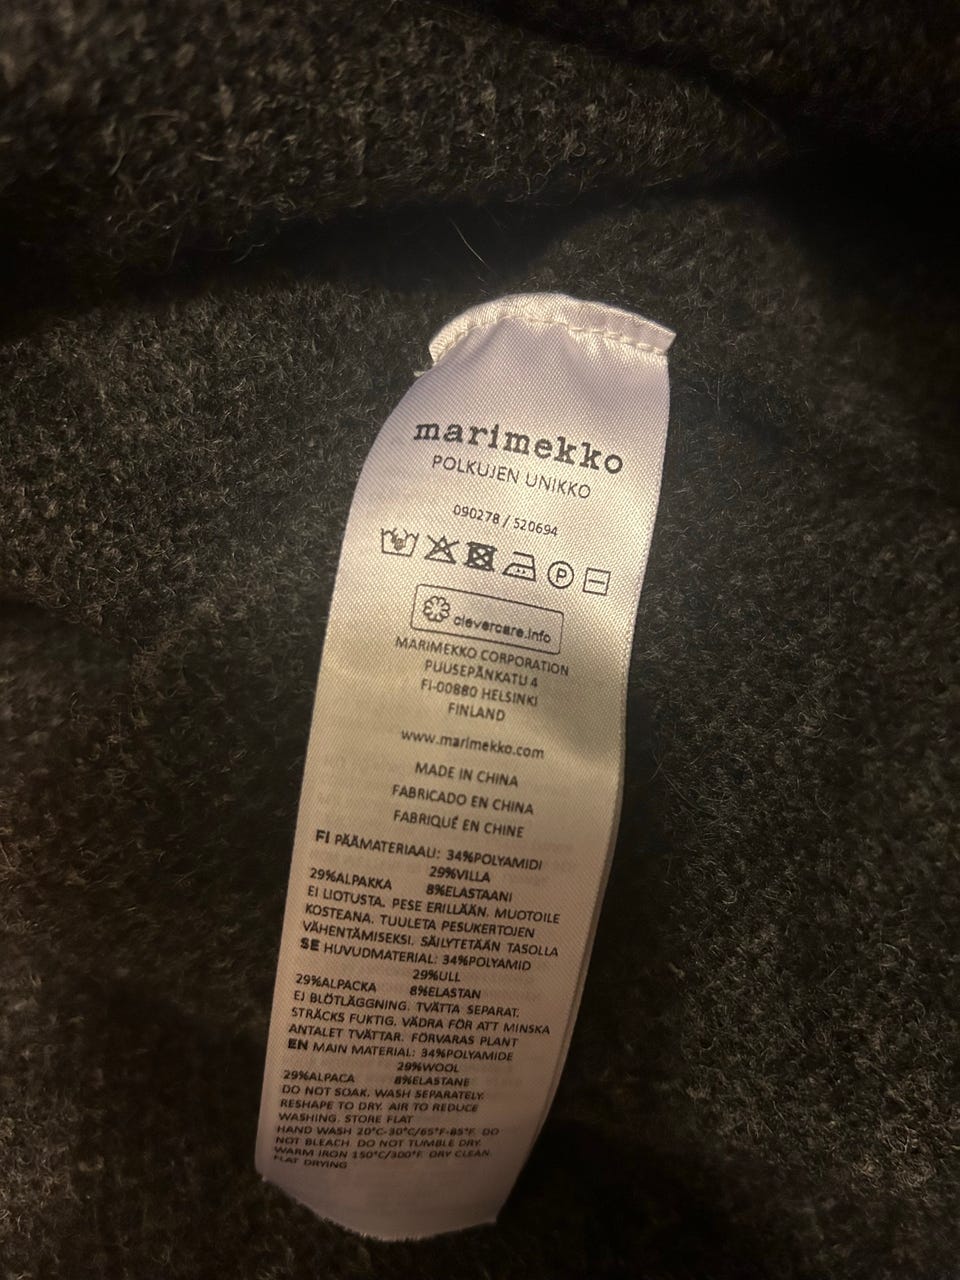 marimekko
POLKUJEN UNIKKO
090278 / 520694
P
clevercare.info
MARIMEKKO CORPORATION
PUUSEPÄNKATU 4
FI-00880 HELSINKI
FINLAND
www.marimekko.com
MADE IN CHINA
FABRICADO EN CHINA
FABRIQUÉ EN CHINE
FI PÄÄMATERIAALI: 34%POLYAMIDI
29%VILLA
29%ALPAKKA 8%ELASTAANI
EI LIOTUSTA. PESE ERILLÄÄN. MUOTOILE
KOSTEANA. TUULETA PESUKERTOJEN
VÄHENTÄMISEKSI. SÄILYTETÄÄN TASOLLA
SE HUVUDMATERIAL: 34%POLYAMID
29%ULL
29%ALPACKA 8%ELASTAN
EJ BLÖTLÄGGNING. TVÄTTA SEPARAT.
STRÄCKS FUKTIG. VÄDRA FÖR ATT MINSKA
ANTALET TVÄTTAR. FÖRVARAS PLANT
EN MAIN MATERIAL: 34%POLYAMIDE
29%WOOL
29%ALPACA 8%ELASTANE
DO NOT SOAK. WASH SEPARATELY.
RESHAPE TO DRY. AIR TO REDUCE
WASHING. STORE FLAT
HAND WASH 20°C-30°C/65°F-85°F. DO
NOT BLEACH. DO NOT TUMBLE DRY.
WARM IRON 150°C/300°F. DRY CLEAN.
FLAT DRYING